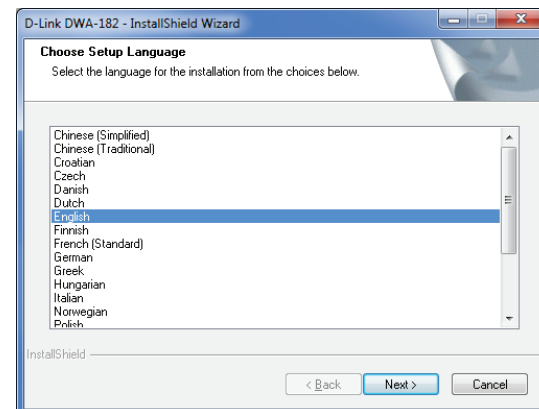 D-Link DWA-182 - InstallShield Wizard
Choose Setup Language
Select the language for the installation from the choices below.
Chinese (Simplified)
Chinese (Traditional)
Croatian
Czech
Danish
Dutch
English
Finnish
French (Standard)
German
Greek
Hungarian
Italian
Norwegian
Polish
InstallShield
< Back Next > Cancel